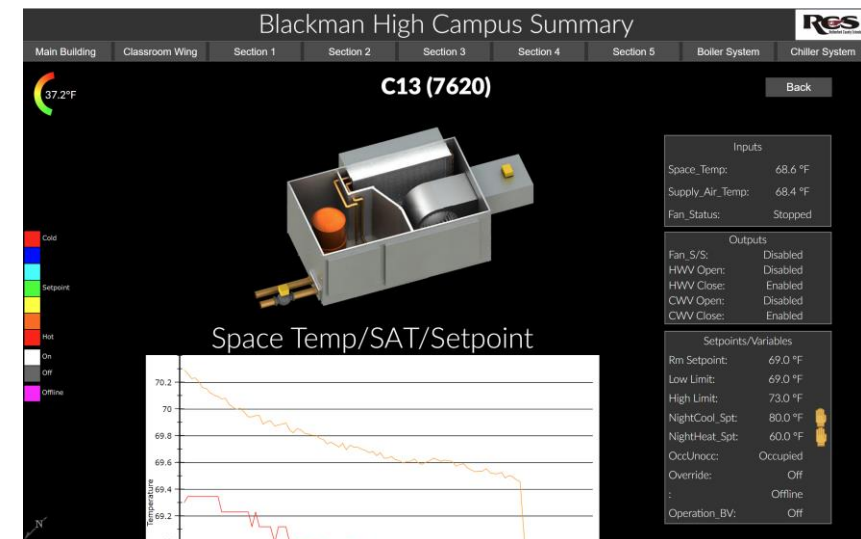 Blackman High Campus Summary
RCS
Main Building Classroom Wing Section 1 Section 2 Section 3 Section 4 Section 5 Boiler System Chiller System
37.2°F
C13 (7620)
Back
Inputs
Space_Temp: 68.6 °F
Supply_Air_Temp: 68.4 °F
Fan_Status: Stopped
Outputs
Fan_S/S: Disabled
HWV Open: Disabled
HWV Close: Enabled
CWV Open: Disabled
CWV Close: Enabled
Setpoints/Variables
Rm Setpoint: 69.0 °F
Low Limit: 69.0 °F
High Limit: 73.0 °F
NightCool_Spt: 80.0 °F
NightHeat_Spt: 60.0 °F
OccUnocc: Occupied
Override: Off
: Offline
Operation_BV: Off
Cold
Setpoint
Hot
On
Off
Offline
N
Space Temp/SAT/Setpoint
Temperature
70.2
70
69.8
69.6
69.4
69.2